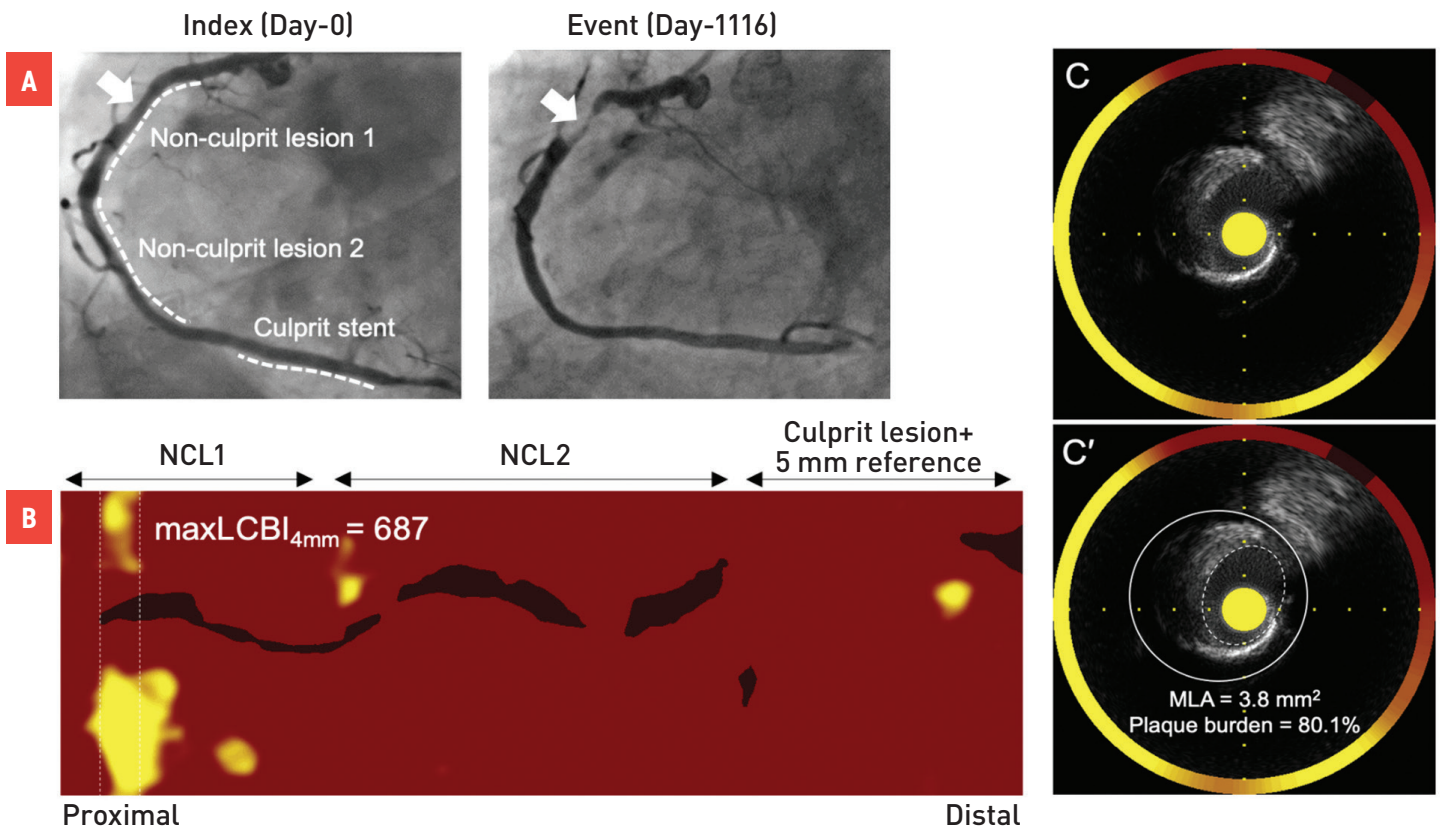 Index (Day-0)
Event (Day-1116)
A
Non-culprit lesion 1
Non-culprit lesion 2
Culprit stent
NCL1
NCL2
Culprit lesion+
5 mm reference
B
maxLCBI4mm = 687
Proximal
Distal
C
C′
MLA = 3.8 mm²
Plaque burden = 80.1%